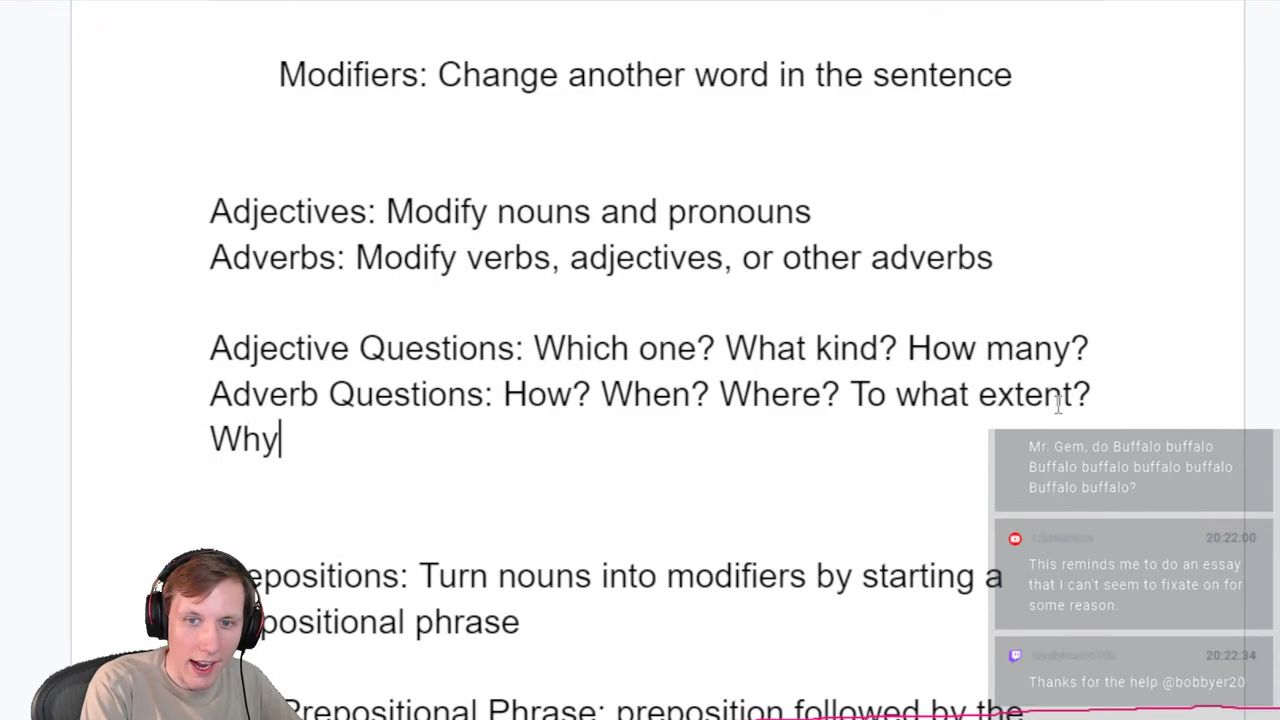 Modifiers: Change another word in the sentence
Adjectives: Modify nouns and pronouns
Adverbs: Modify verbs, adjectives, or other adverbs
Adjective Questions: Which one? What kind? How many?
Adverb Questions: How? When? Where? To what extent?
Why
epositions: Turn nouns into modifiers by starting a
positional phrase
Prepositional Phrase: preposition followed by the
Mr. Gem, do Buffalo buffalo
Buffalo buffalo buffalo buffalo
Buffalo buffalo?
20:22:00
This reminds me to do an essay
that I can't seem to fixate on for
some reason.
20:22:34
Thanks for the help @bobbyer20